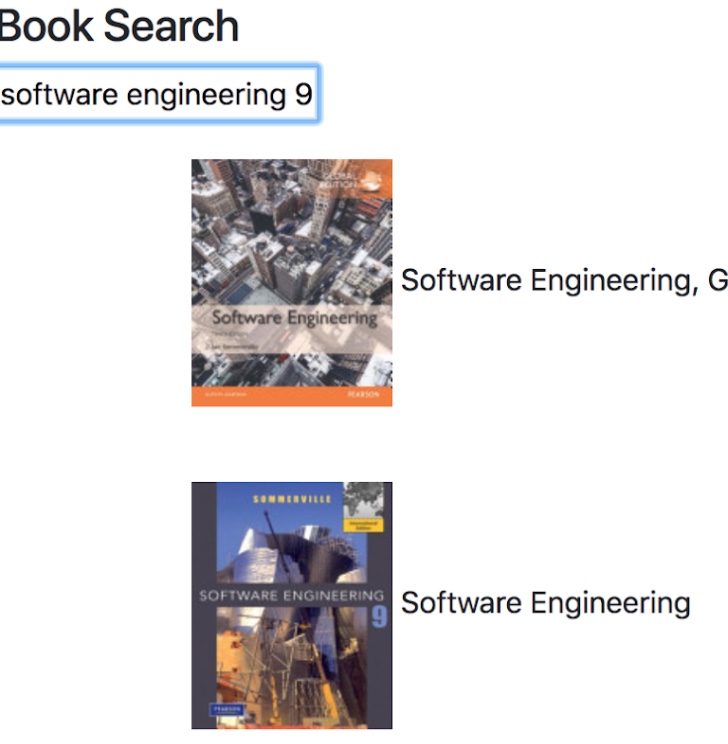 Book Search
software engineering 9
GLOBAL
EDITION
Software Engineering
PEARSON
Software Engineering, G
SOMMERVILLE
International
Edition
SOFTWARE ENGINEERING
9
PEARSON
Software Engineering